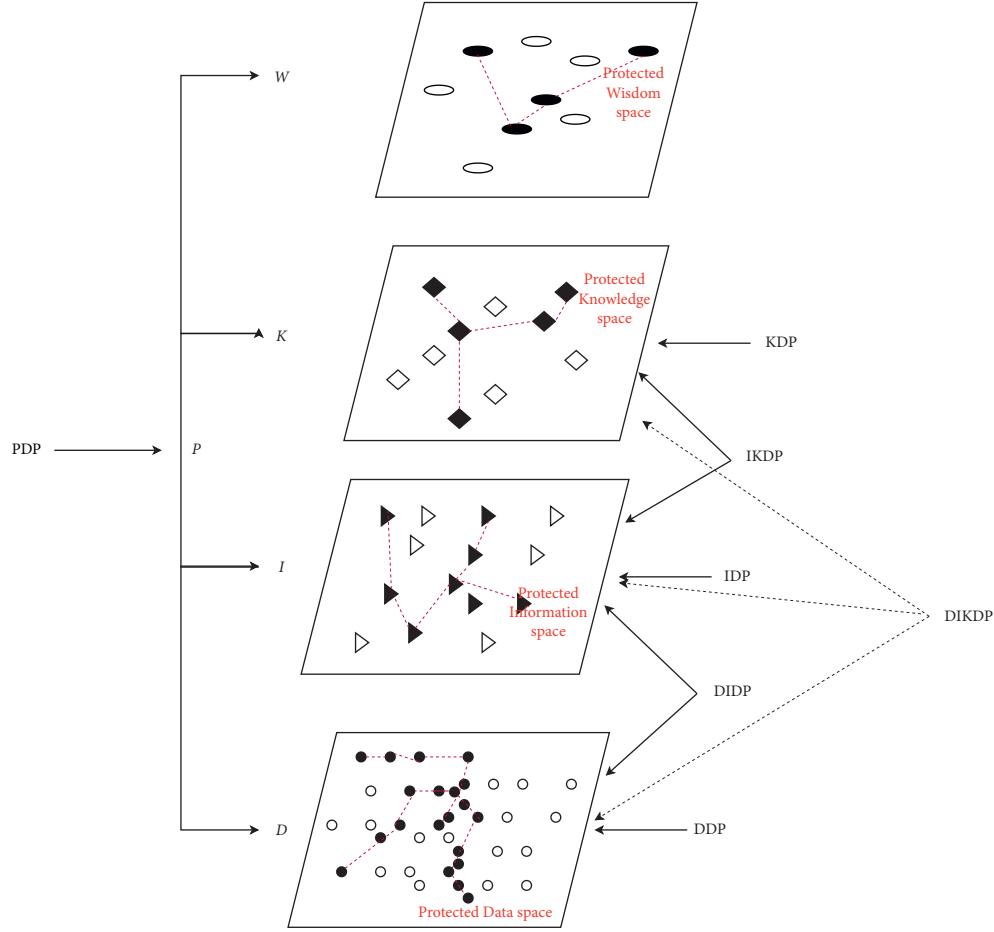 W
Protected
Wisdom
space
Protected
Knowledge
space
K
KDP
PDP
P
IKDP
I
IDP
Protected
Information
space
DIKDP
DIDP
D
DDP
Protected Data space